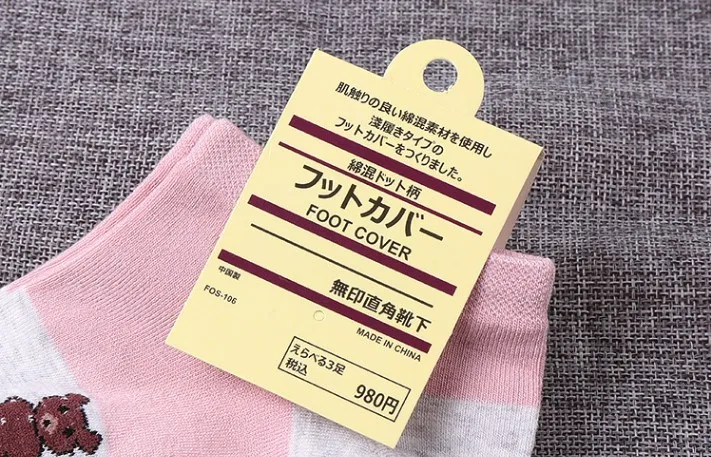 肌触りの良い綿混素材を使用し
浅履きタイプの
フットカバーをつくりました。
綿混ドット柄
フットカバー
FOOT COVER
中国製
FOS-106
無印直角靴下
MADE IN CHINA
えらべる3足
税込
980円